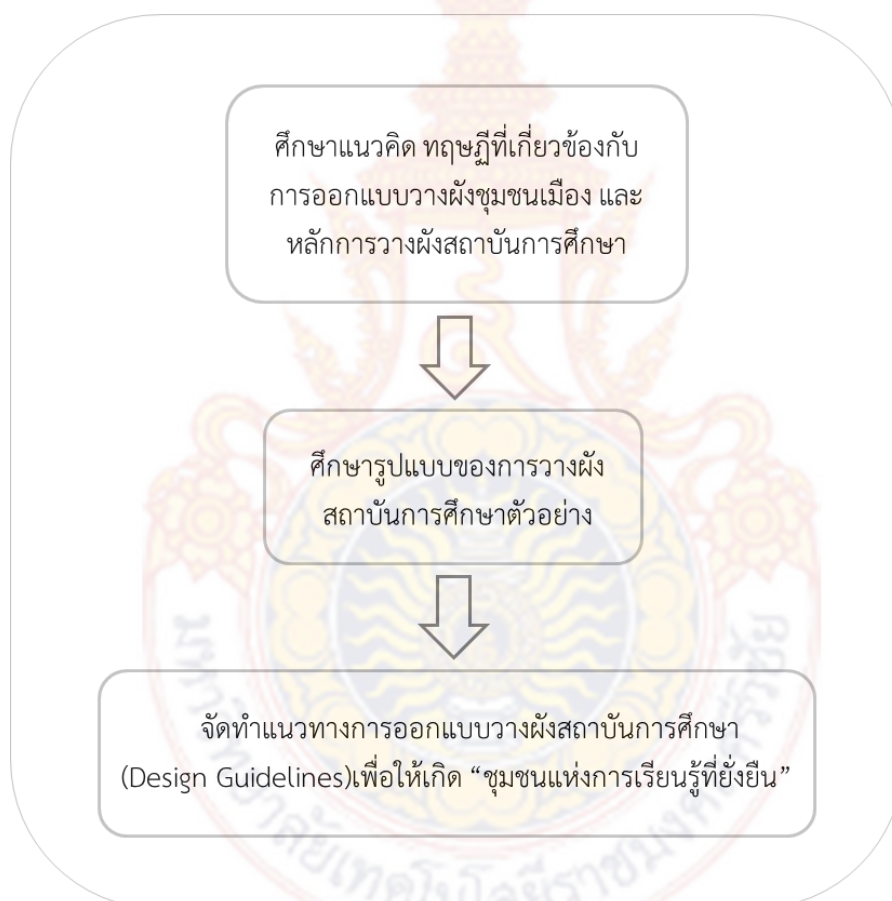 ศึกษาแนวคิด ทฤษฏีที่เกี่ยวข้องกับ
การออกแบบวางผังชุมชนเมือง และ
หลักการวางผังสถาบันการศึกษา
ศึกษารูปแบบของการวางผัง
สถาบันการศึกษาตัวอย่าง
จัดทำแนวทางการออกแบบวางผังสถาบันการศึกษา
(Design Guidelines)เพื่อให้เกิด “ชุมชนแห่งการเรียนรู้ที่ยั่งยืน”